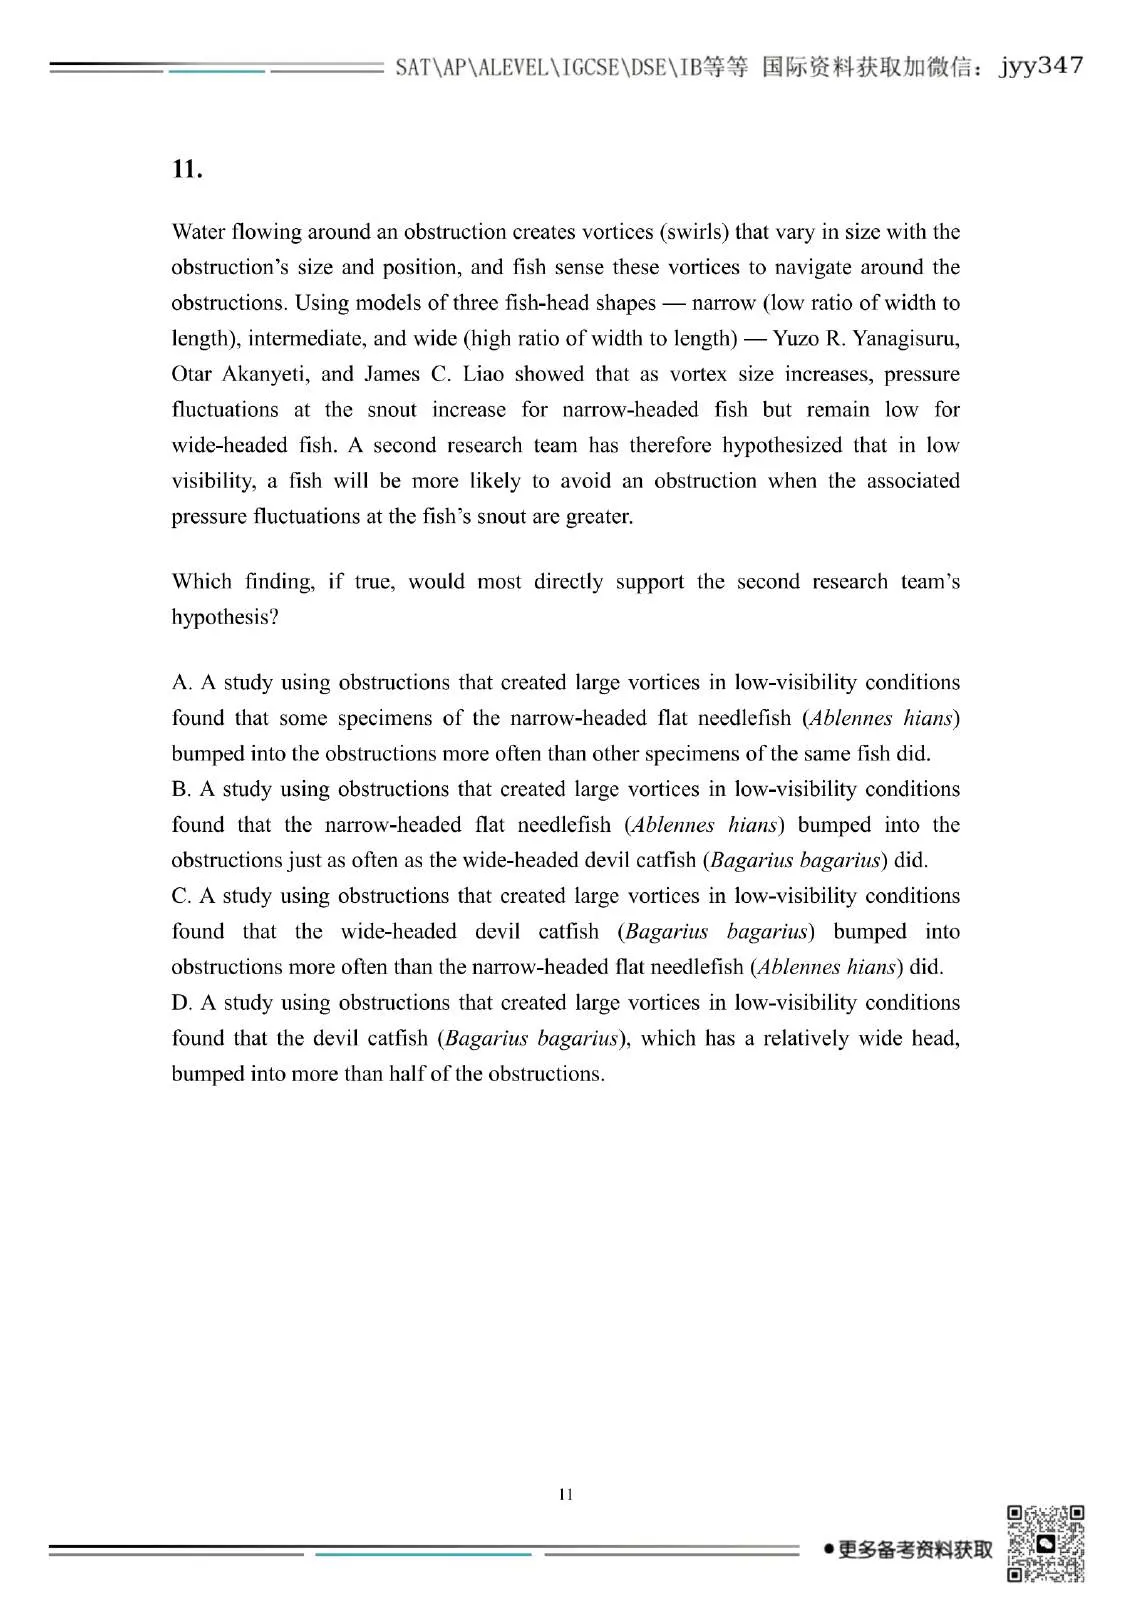 SAT\AP\ALEVEL\IGCSE\DSE\IB等等 国际资料获取加微信: jyy347
11.
Water flowing around an obstruction creates vortices (swirls) that vary in size with the
obstruction's size and position, and fish sense these vortices to navigate around the
obstructions. Using models of three fish-head shapes — narrow (low ratio of width to
length), intermediate, and wide (high ratio of width to length) — Yuzo R. Yanagisuru,
Otar Akanyeti, and James C. Liao showed that as vortex size increases, pressure
fluctuations at the snout increase for narrow-headed fish but remain low for
wide-headed fish. A second research team has therefore hypothesized that in low
visibility, a fish will be more likely to avoid an obstruction when the associated
pressure fluctuations at the fish's snout are greater.
Which finding, if true, would most directly support the second research team's
hypothesis?
A. A study using obstructions that created large vortices in low-visibility conditions
found that some specimens of the narrow-headed flat needlefish (Ablennes hians)
bumped into the obstructions more often than other specimens of the same fish did.
B. A study using obstructions that created large vortices in low-visibility conditions
found that the narrow-headed flat needlefish (Ablennes hians) bumped into the
obstructions just as often as the wide-headed devil catfish (Bagarius bagarius) did.
C. A study using obstructions that created large vortices in low-visibility conditions
found that the wide-headed devil catfish (Bagarius bagarius) bumped into
obstructions more often than the narrow-headed flat needlefish (Ablennes hians) did.
D. A study using obstructions that created large vortices in low-visibility conditions
found that the devil catfish (Bagarius bagarius), which has a relatively wide head,
bumped into more than half of the obstructions.
11
●更多备考资料获取